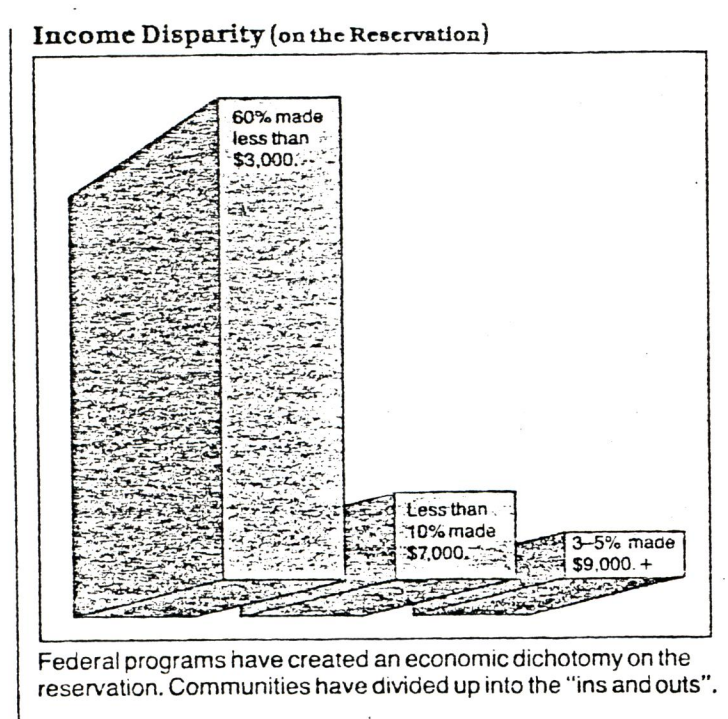 Income Disparity (on the Reservation)
60% made
less than
$3,000.
Less than
10% made
$7,000.
3–5% made
$9,000. +
Federal programs have created an economic dichotomy on the
reservation. Communities have divided up into the "ins and outs".